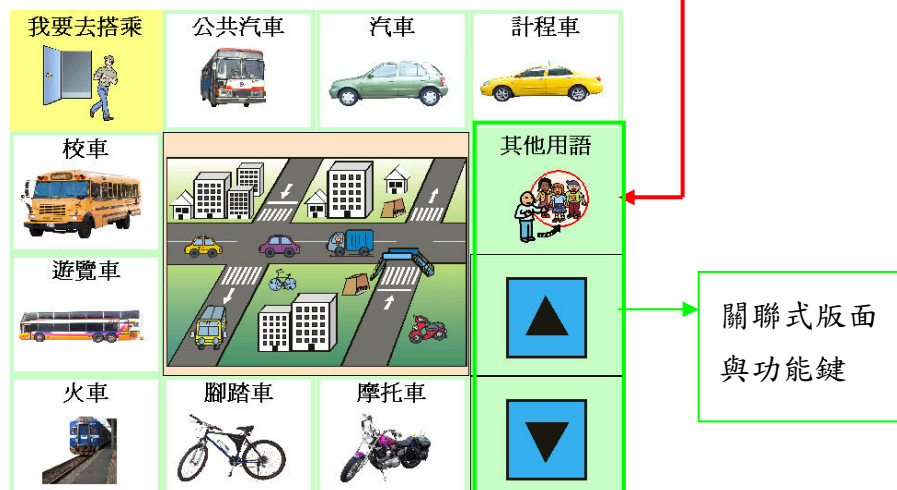 我要去搭乘
公共汽車
汽車
計程車
校車
其他用語
遊覽車
關聯式版面
與功能鍵
火車
腳踏車
摩托車